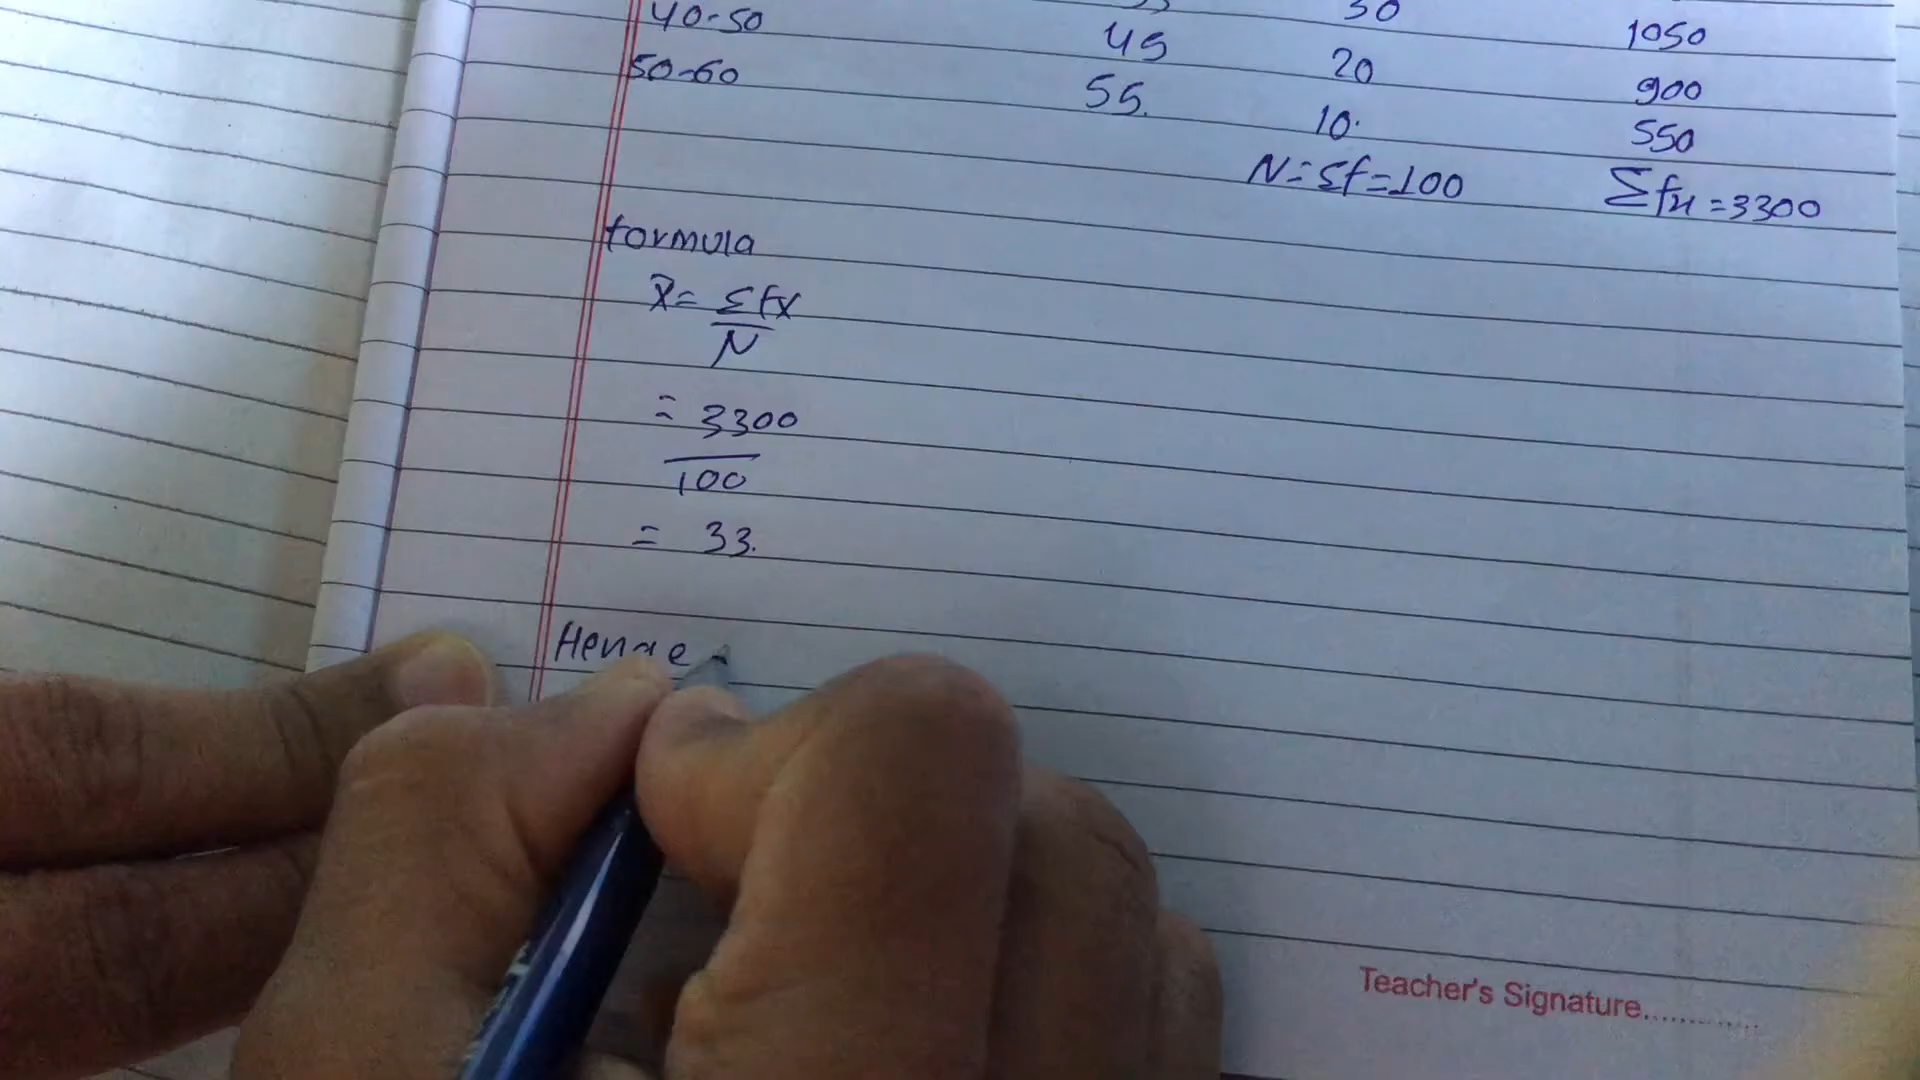 30 1050
40-50 45 20 900
50-60 55. 10. 550
N=Σf=100 Σfx=3300
formula
x̄= Σfx
N
= 3300
100
= 33.
Hence
Teacher's Signature..............